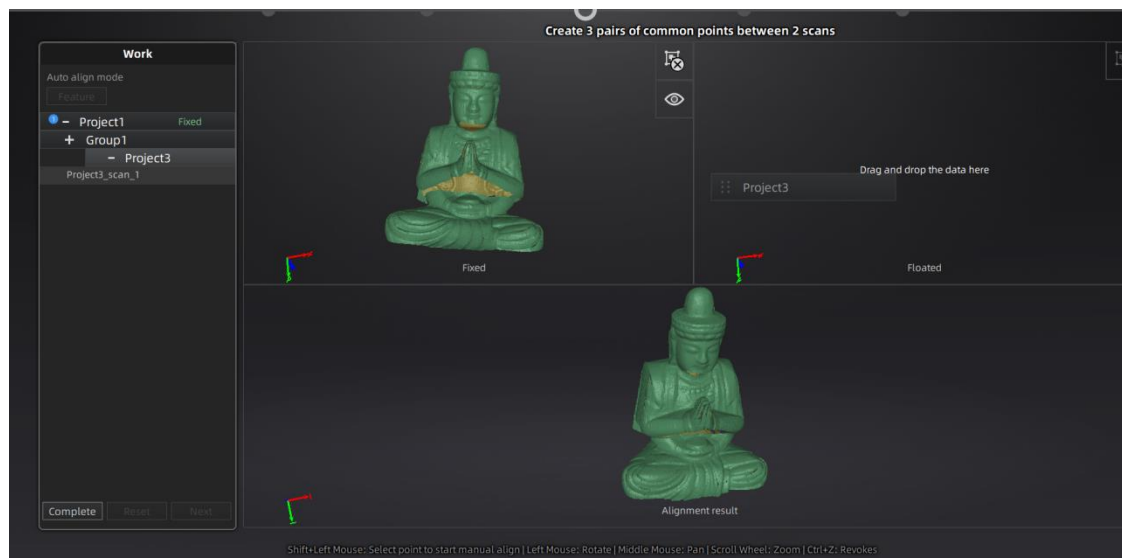 Create 3 pairs of common points between 2 scans
Work
Auto align mode
Feature
Project1 Fixed
Group1
Project3
Project3_scan_1
Drag and drop the data here
Project3
Fixed
Floated
Alignment result
Complete Reset Next
Shift+Left Mouse: Select point to start manual align | Left Mouse: Rotate | Middle Mouse: Pan | Scroll Wheel: Zoom | Ctrl+Z: Revokes